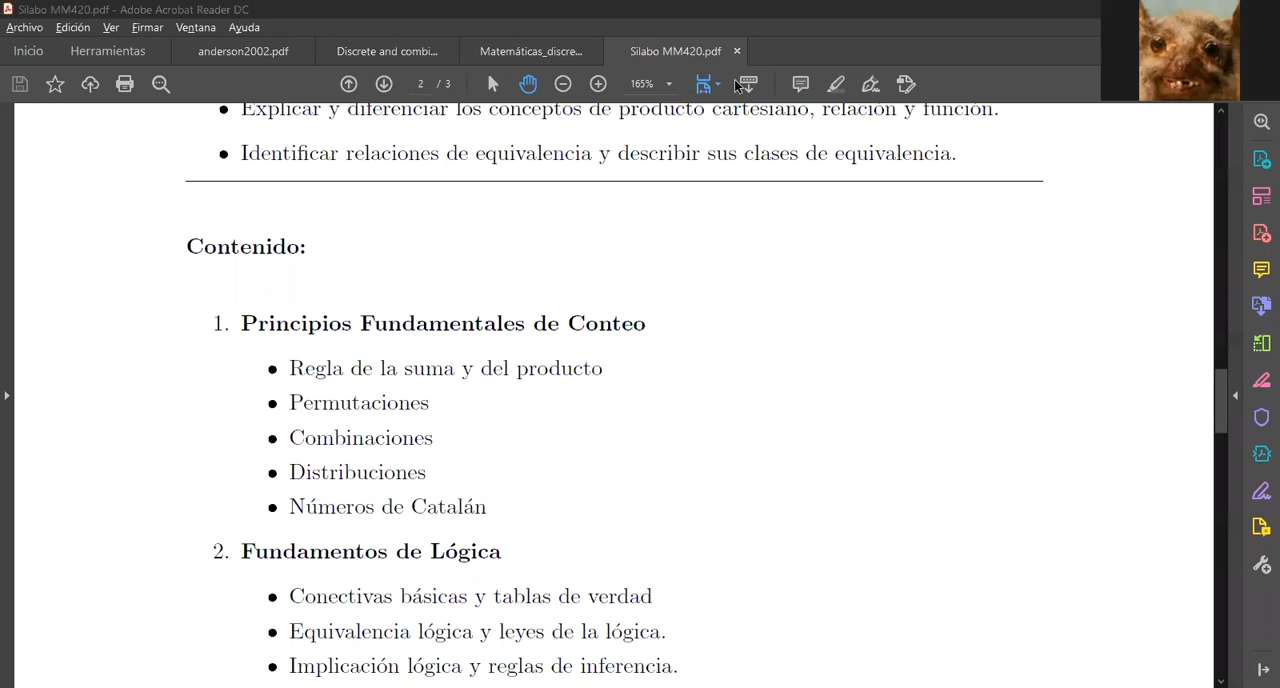 Silabo MM420.pdf - Adobe Acrobat Reader DC
Archivo Edición Ver Firmar Ventana Ayuda
Inicio Herramientas anderson2002.pdf Discrete and combi... Matemáticas_discre... Silabo MM420.pdf ×
2 / 3 165%
• Explicar y diferenciar los conceptos de producto cartesiano, relación y función.
• Identificar relaciones de equivalencia y describir sus clases de equivalencia.
Contenido:
1. Principios Fundamentales de Conteo
• Regla de la suma y del producto
• Permutaciones
• Combinaciones
• Distribuciones
• Números de Catalán
2. Fundamentos de Lógica
• Conectivas básicas y tablas de verdad
• Equivalencia lógica y leyes de la lógica.
• Implicación lógica y reglas de inferencia.